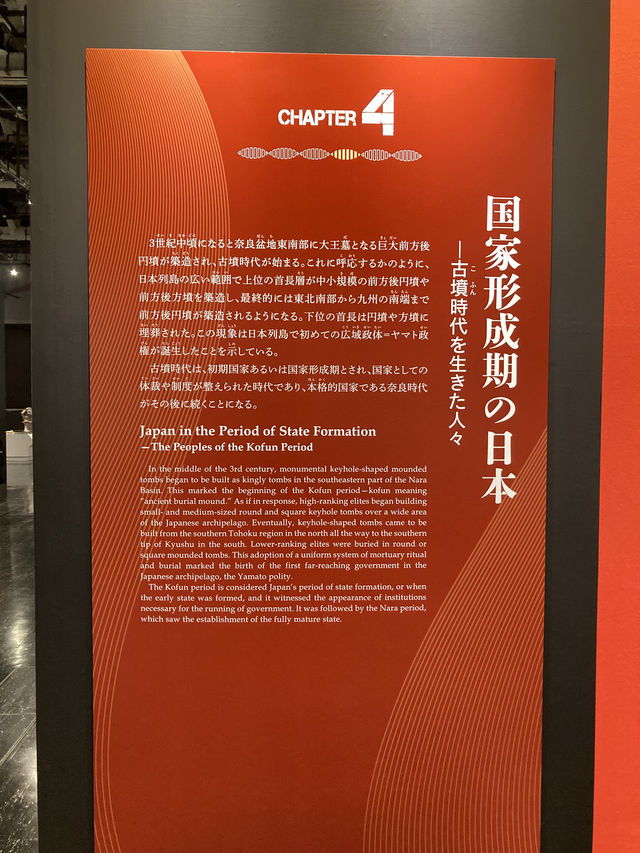 CHAPTER 4
国家形成期の日本
―古墳時代を生きた人々
こふん
3世紀中頃になると奈良盆地東南部に大王墓となる巨大前方後
円墳が築造され、古墳時代が始まる。これに呼応するかのように、
日本列島の広い範囲で上位の首長層が中小規模の前方後円墳や
前方後方墳を築造し、最終的には東北南部から九州の南端まで
前方後円墳が築造されるようになる。下位の首長は円墳や方墳に
埋葬された。この現象は日本列島で初めての広域政体=ヤマト政
権が誕生したことを示している。
古墳時代は、初期国家あるいは国家形成期とされ、国家としての
体裁や制度が整えられた時代であり、本格的国家である奈良時代
がその後に続くことになる。
Japan in the Period of State Formation
—The Peoples of the Kofun Period
In the middle of the 3rd century, monumental keyhole-shaped mounded
tombs began to be built as kingly tombs in the southeastern part of the Nara
Basin. This marked the beginning of the Kofun period—kofun meaning
“ancient burial mound.” As if in response, high-ranking elites began building
small- and medium-sized round and square keyhole tombs over a wide area
of the Japanese archipelago. Eventually, keyhole-shaped tombs came to be
built from the southern Tohoku region in the north all the way to the southern
tip of Kyushu in the south. Lower-ranking elites were buried in round or
square mounded tombs. This adoption of a uniform system of mortuary ritual
and burial marked the birth of the first far-reaching government in the
Japanese archipelago, the Yamato polity.
The Kofun period is considered Japan’s period of state formation, or when
the early state was formed, and it witnessed the appearance of institutions
necessary for the running of government. It was followed by the Nara period,
which saw the establishment of the fully mature state.